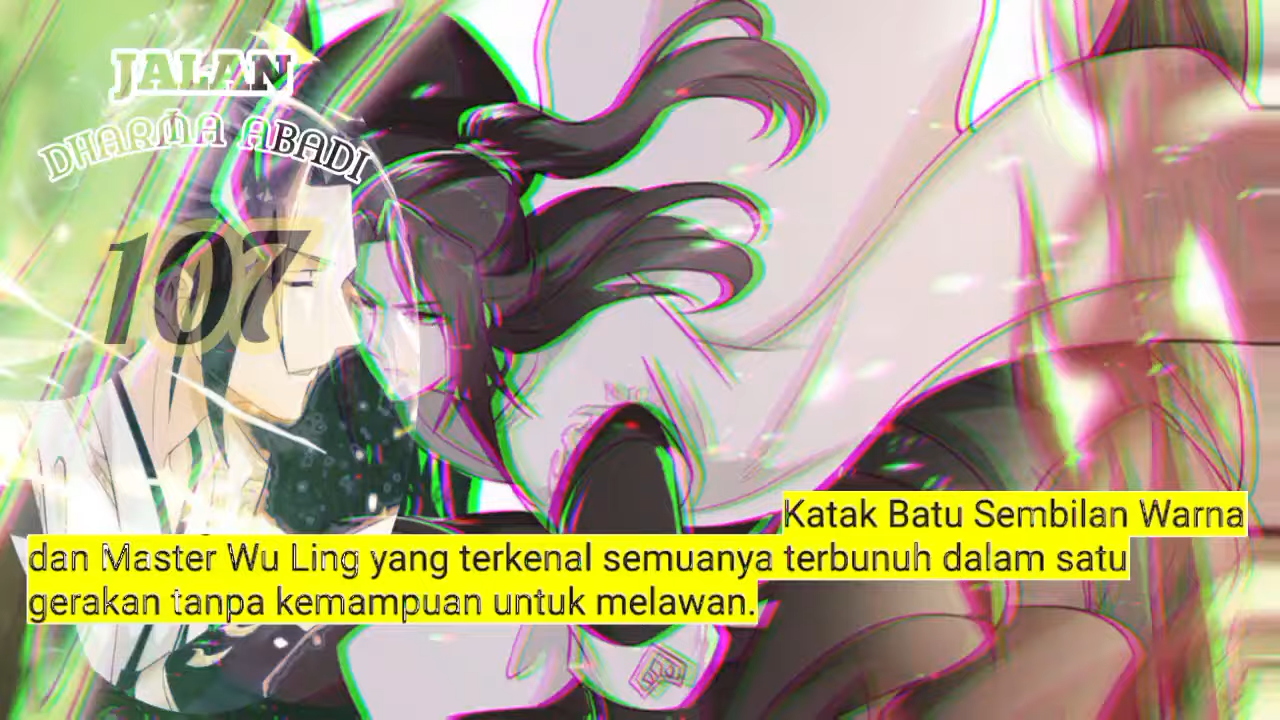 JALAN
DHARMA ABADI
107
Katak Batu Sembilan Warna
dan Master Wu Ling yang terkenal semuanya terbunuh dalam satu
gerakan tanpa kemampuan untuk melawan.